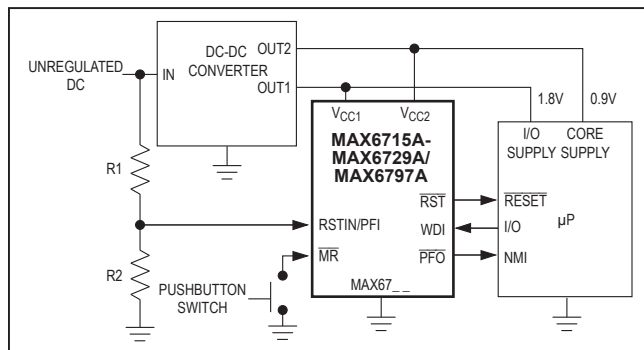 UNREGULATED
DC
IN
DC-DC
CONVERTER
OUT2
OUT1
1.8V
0.9V
VCC1
VCC2
MAX6715A-
MAX6729A/
MAX6797A
I/O
SUPPLY
CORE
SUPPLY
R1
RSTIN/PFI
RST
RESET
WDI
I/O
µP
MR
PFO
NMI
R2
PUSHBUTTON
SWITCH
MAX67_ _